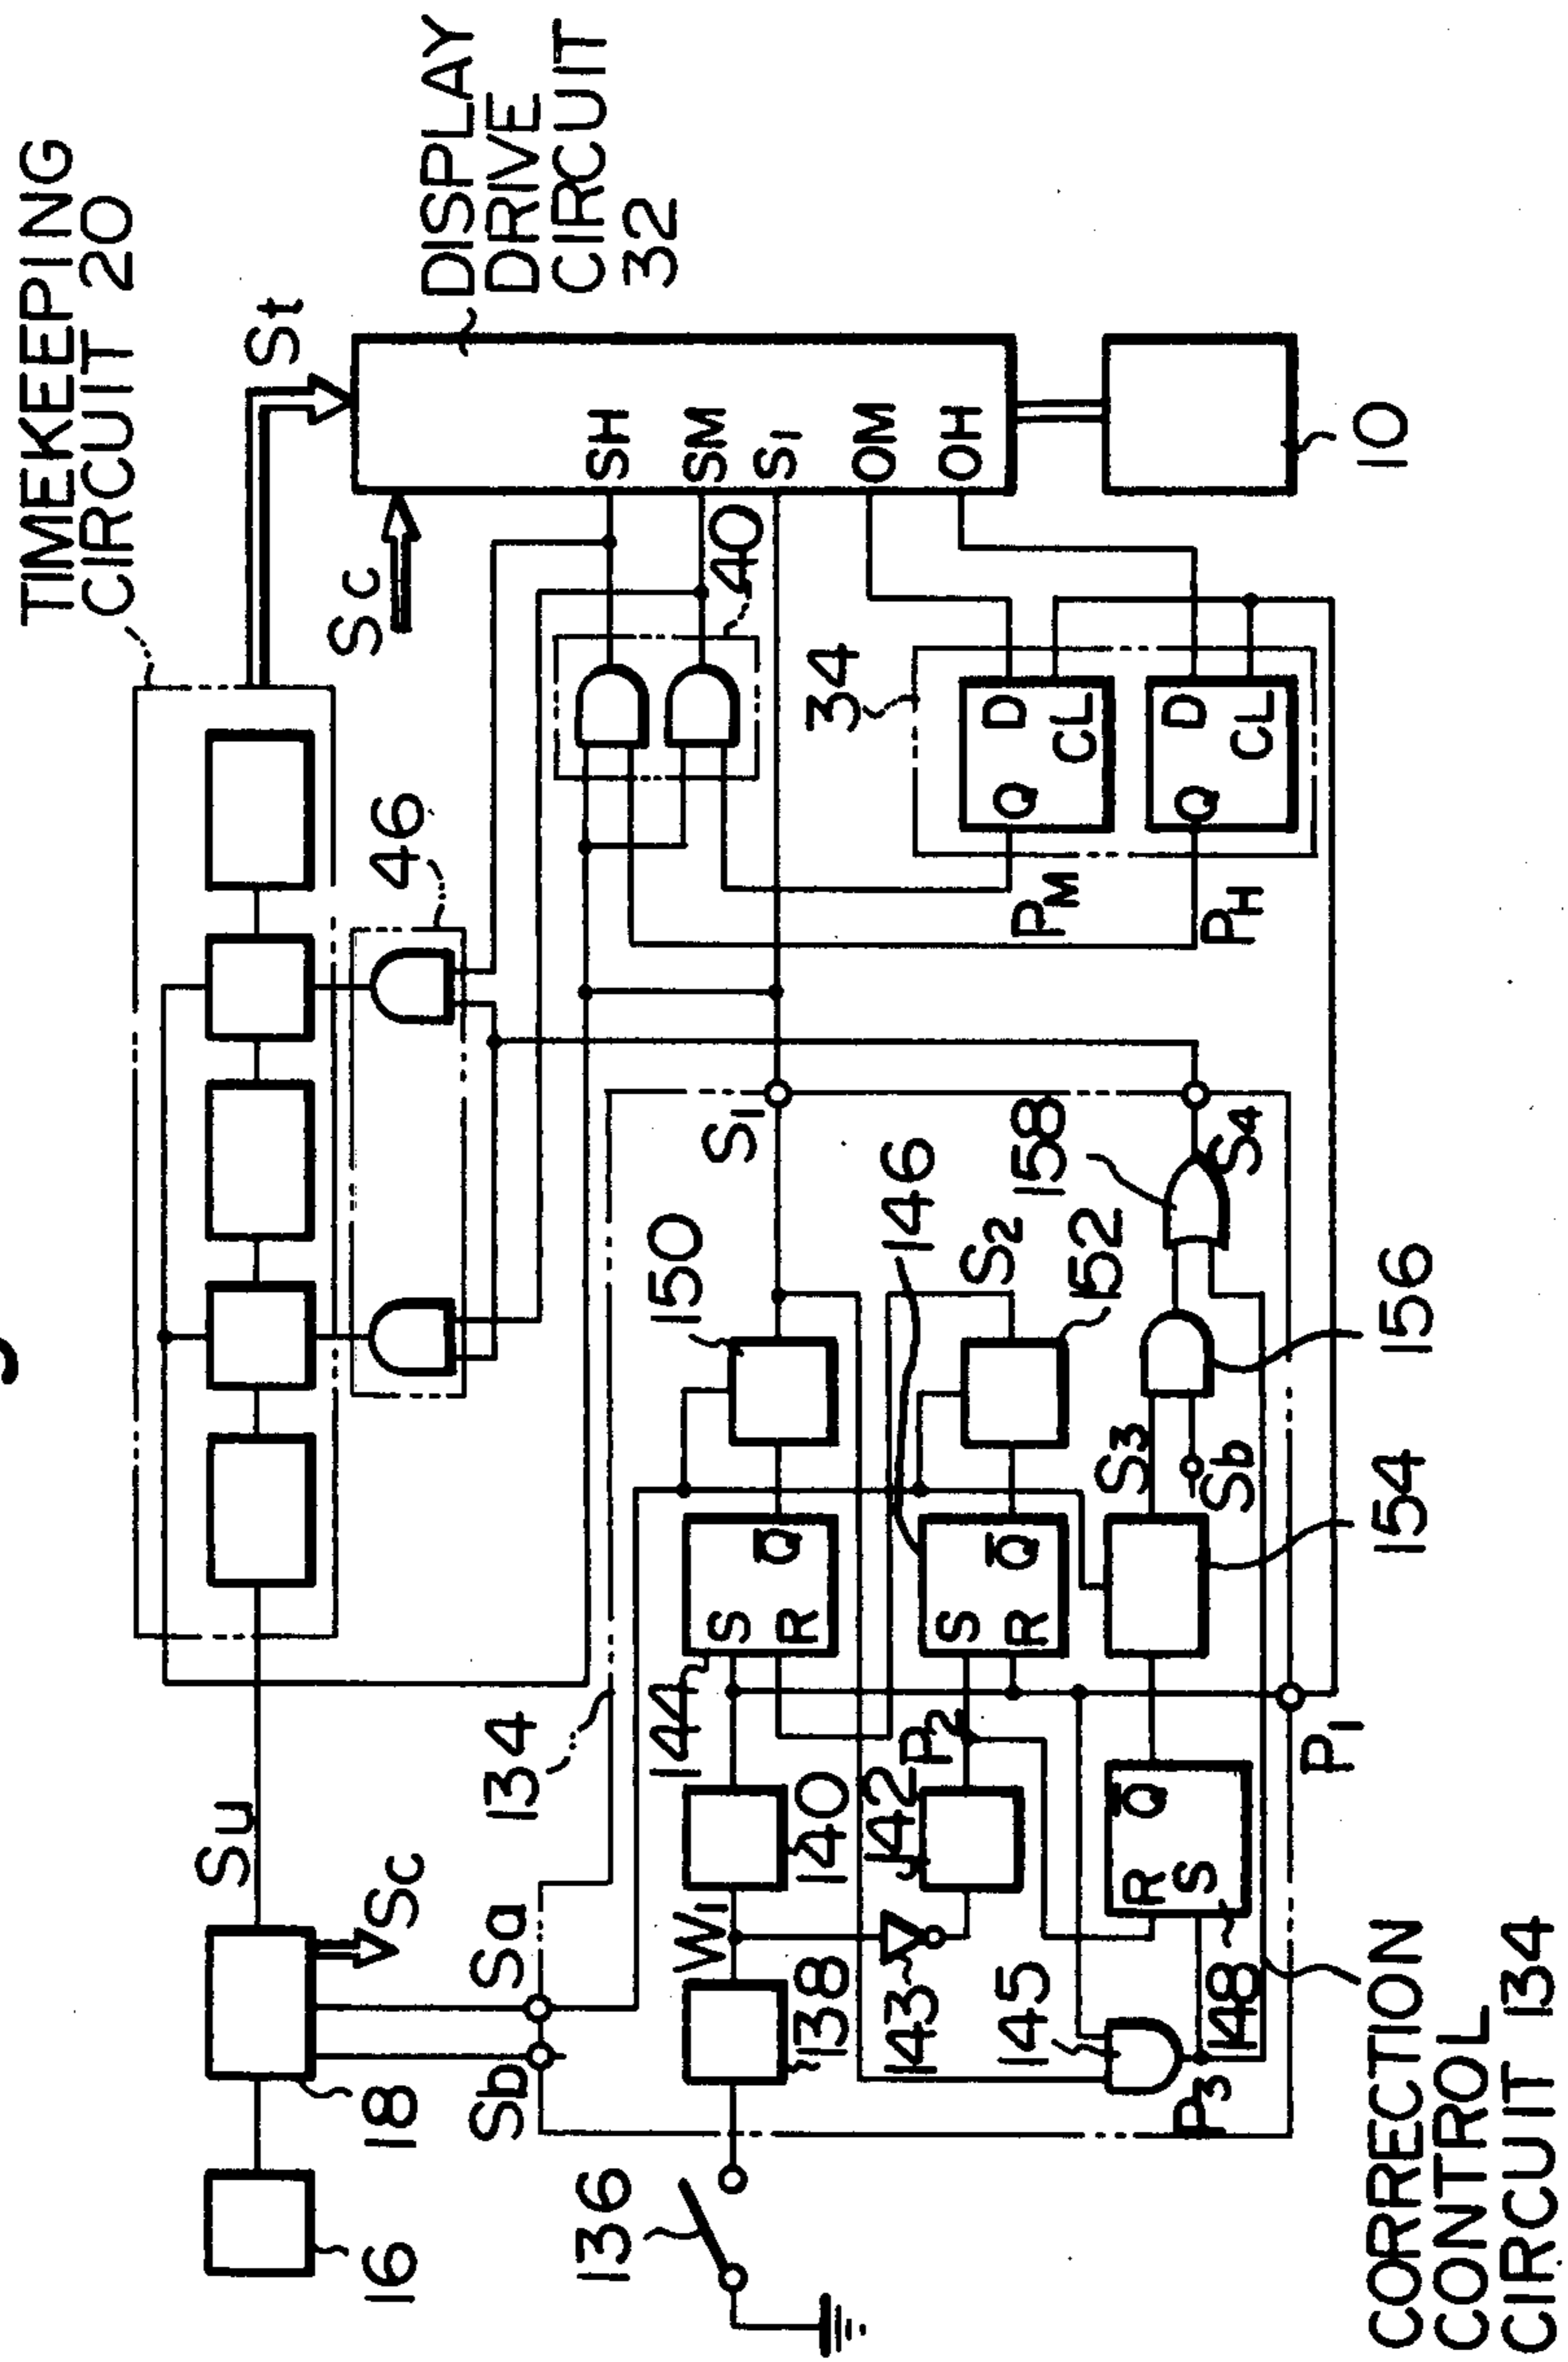 TIMEKEEPING
CIRCUIT 20
St
Sc
DISPLAY
DRIVE
CIRCUIT
32
SH
SM
S1
OM
OH
10
40
46
34
D
CL
Q
D
CL
Q
PM
PH
Su
Sc
Sa
Sb
18
16
134
S1
150
146
S2
152
158
S4
156
S3
Sb
154
144
S
R
Q̅
S
R
Q̅
P2
142
140
W1
138
143
145
148
R
S
Q̅
P1
P3
136
CORRECTION
CONTROL
CIRCUIT 134